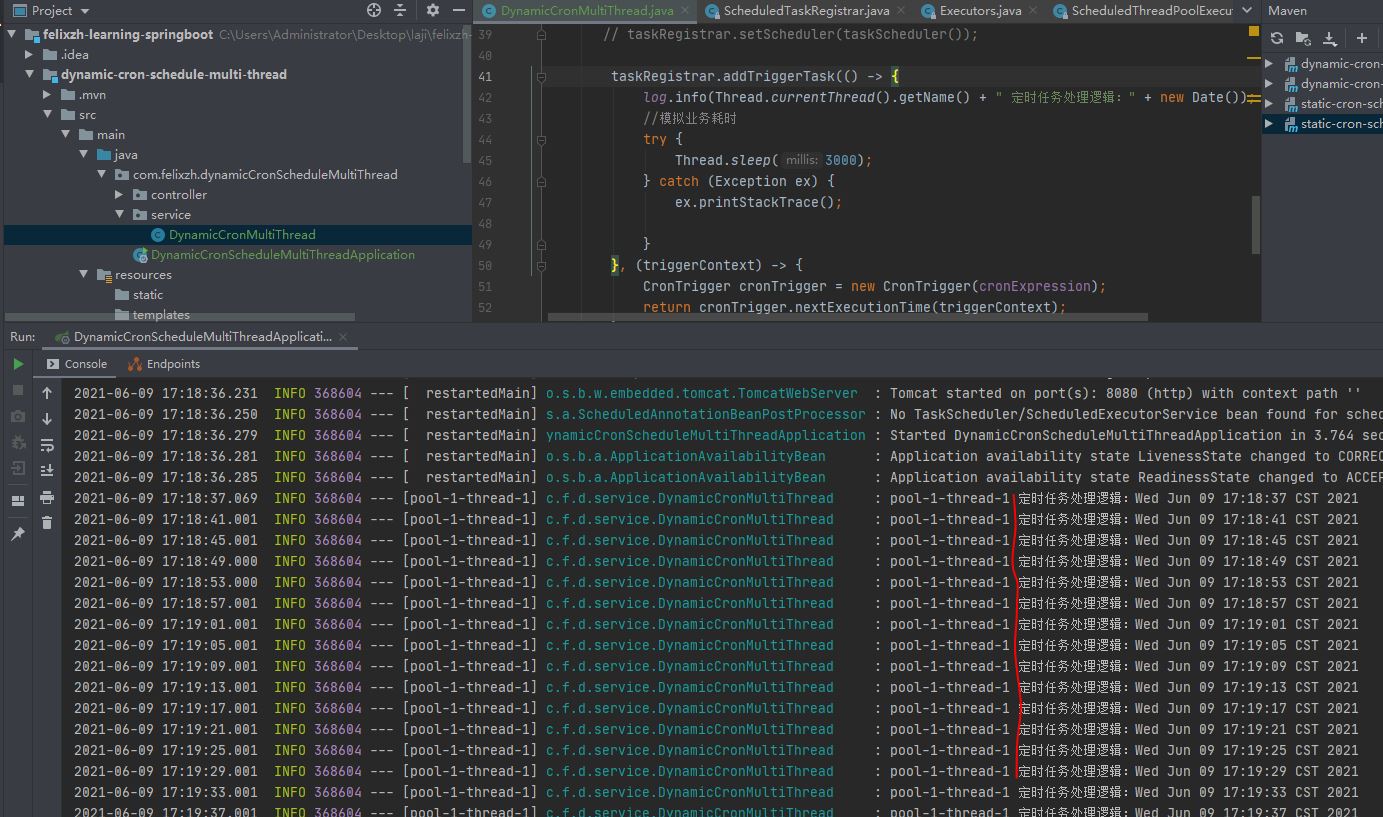 Project
felixzh-learning-springboot C:\Users\Administrator\Desktop\laji\felixzh-
.idea
dynamic-cron-schedule-multi-thread
.mvn
src
main
java
com.felixzh.dynamicCronScheduleMultiThread
controller
service
DynamicCronMultiThread
DynamicCronScheduleMultiThreadApplication
resources
static
templates
DynamicCronMultiThread.java
ScheduledTaskRegistrar.java
Executors.java
ScheduledThreadPoolExecut
39 // taskRegistrar.setScheduler(taskScheduler());
40
41 taskRegistrar.addTriggerTask(() -> {
42 log.info(Thread.currentThread().getName() + " 定时任务处理逻辑：" + new Date())
43 //模拟业务耗时
44 try {
45 Thread.sleep( millis: 3000);
46 } catch (Exception ex) {
47 ex.printStackTrace();
48
49 }
50 }, (triggerContext) -> {
51 CronTrigger cronTrigger = new CronTrigger(cronExpression);
52 return cronTrigger.nextExecutionTime(triggerContext);
Maven
dynamic-cron-
dynamic-cron-
static-cron-sch
static-cron-sch
Run: DynamicCronScheduleMultiThreadApplicati...
Console Endpoints
2021-06-09 17:18:36.231 INFO 368604 --- [ restartedMain] o.s.b.w.embedded.tomcat.TomcatWebServer : Tomcat started on port(s): 8080 (http) with context path ''
2021-06-09 17:18:36.250 INFO 368604 --- [ restartedMain] s.a.ScheduledAnnotationBeanPostProcessor : No TaskScheduler/ScheduledExecutorService bean found for sched
2021-06-09 17:18:36.279 INFO 368604 --- [ restartedMain] ynamicCronScheduleMultiThreadApplication : Started DynamicCronScheduleMultiThreadApplication in 3.764 sec
2021-06-09 17:18:36.281 INFO 368604 --- [ restartedMain] o.s.b.a.ApplicationAvailabilityBean : Application availability state LivenessState changed to CORREC
2021-06-09 17:18:36.285 INFO 368604 --- [ restartedMain] o.s.b.a.ApplicationAvailabilityBean : Application availability state ReadinessState changed to ACCEP
2021-06-09 17:18:37.069 INFO 368604 --- [pool-1-thread-1] c.f.d.service.DynamicCronMultiThread : pool-1-thread-1 定时任务处理逻辑：Wed Jun 09 17:18:37 CST 2021
2021-06-09 17:18:41.001 INFO 368604 --- [pool-1-thread-1] c.f.d.service.DynamicCronMultiThread : pool-1-thread-1 定时任务处理逻辑：Wed Jun 09 17:18:41 CST 2021
2021-06-09 17:18:45.001 INFO 368604 --- [pool-1-thread-1] c.f.d.service.DynamicCronMultiThread : pool-1-thread-1 定时任务处理逻辑：Wed Jun 09 17:18:45 CST 2021
2021-06-09 17:18:49.000 INFO 368604 --- [pool-1-thread-1] c.f.d.service.DynamicCronMultiThread : pool-1-thread-1 定时任务处理逻辑：Wed Jun 09 17:18:49 CST 2021
2021-06-09 17:18:53.000 INFO 368604 --- [pool-1-thread-1] c.f.d.service.DynamicCronMultiThread : pool-1-thread-1 定时任务处理逻辑：Wed Jun 09 17:18:53 CST 2021
2021-06-09 17:18:57.001 INFO 368604 --- [pool-1-thread-1] c.f.d.service.DynamicCronMultiThread : pool-1-thread-1 定时任务处理逻辑：Wed Jun 09 17:18:57 CST 2021
2021-06-09 17:19:01.001 INFO 368604 --- [pool-1-thread-1] c.f.d.service.DynamicCronMultiThread : pool-1-thread-1 定时任务处理逻辑：Wed Jun 09 17:19:01 CST 2021
2021-06-09 17:19:05.001 INFO 368604 --- [pool-1-thread-1] c.f.d.service.DynamicCronMultiThread : pool-1-thread-1 定时任务处理逻辑：Wed Jun 09 17:19:05 CST 2021
2021-06-09 17:19:09.001 INFO 368604 --- [pool-1-thread-1] c.f.d.service.DynamicCronMultiThread : pool-1-thread-1 定时任务处理逻辑：Wed Jun 09 17:19:09 CST 2021
2021-06-09 17:19:13.001 INFO 368604 --- [pool-1-thread-1] c.f.d.service.DynamicCronMultiThread : pool-1-thread-1 定时任务处理逻辑：Wed Jun 09 17:19:13 CST 2021
2021-06-09 17:19:17.001 INFO 368604 --- [pool-1-thread-1] c.f.d.service.DynamicCronMultiThread : pool-1-thread-1 定时任务处理逻辑：Wed Jun 09 17:19:17 CST 2021
2021-06-09 17:19:21.001 INFO 368604 --- [pool-1-thread-1] c.f.d.service.DynamicCronMultiThread : pool-1-thread-1 定时任务处理逻辑：Wed Jun 09 17:19:21 CST 2021
2021-06-09 17:19:25.001 INFO 368604 --- [pool-1-thread-1] c.f.d.service.DynamicCronMultiThread : pool-1-thread-1 定时任务处理逻辑：Wed Jun 09 17:19:25 CST 2021
2021-06-09 17:19:29.001 INFO 368604 --- [pool-1-thread-1] c.f.d.service.DynamicCronMultiThread : pool-1-thread-1 定时任务处理逻辑：Wed Jun 09 17:19:29 CST 2021
2021-06-09 17:19:33.001 INFO 368604 --- [pool-1-thread-1] c.f.d.service.DynamicCronMultiThread : pool-1-thread-1 定时任务处理逻辑：Wed Jun 09 17:19:33 CST 2021
2021-06-09 17:19:37.001 INFO 368604 --- [pool-1-thread-1] c.f.d.service.DynamicCronMultiThread : pool-1-thread-1 定时任务处理逻辑：Wed Jun 09 17:19:37 CST 2021